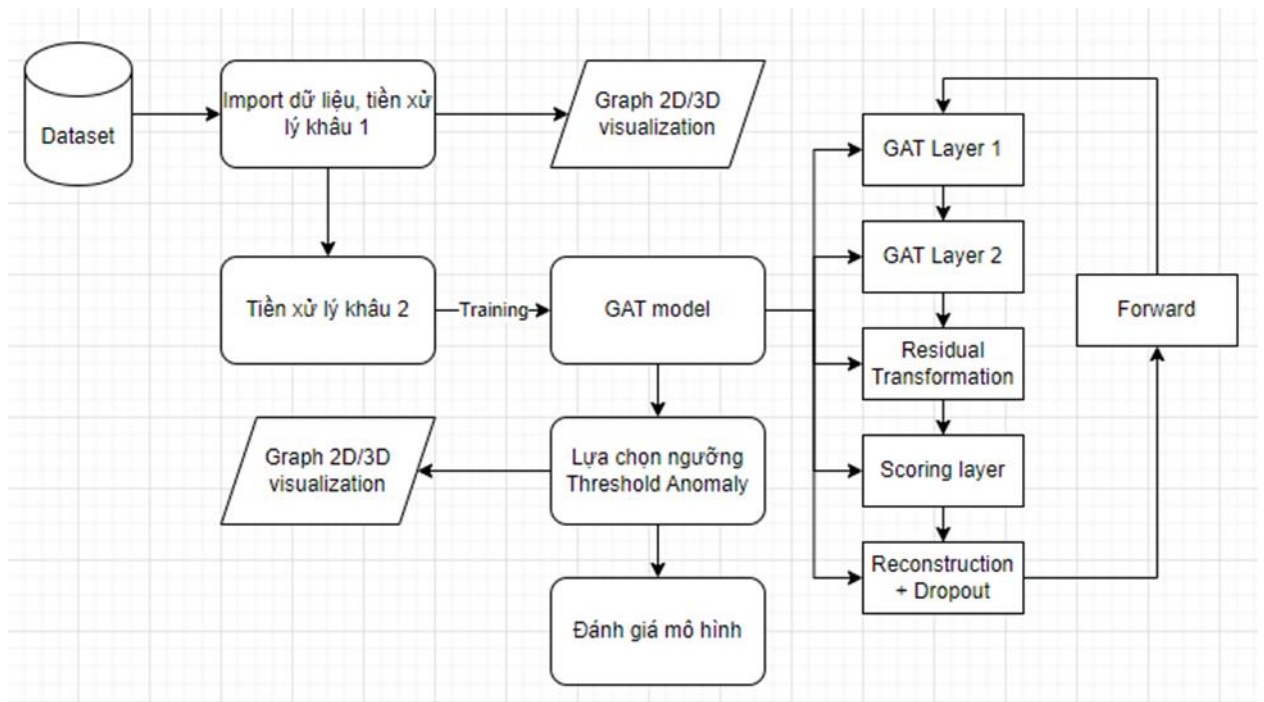 Dataset
Import dữ liệu, tiền xử
lý khâu 1
Graph 2D/3D
visualization
GAT Layer 1
GAT Layer 2
Tiền xử lý khâu 2
Training
GAT model
Forward
Residual
Transformation
Graph 2D/3D
visualization
Lựa chọn ngưỡng
Threshold Anomaly
Scoring layer
Reconstruction
+ Dropout
Đánh giá mô hình